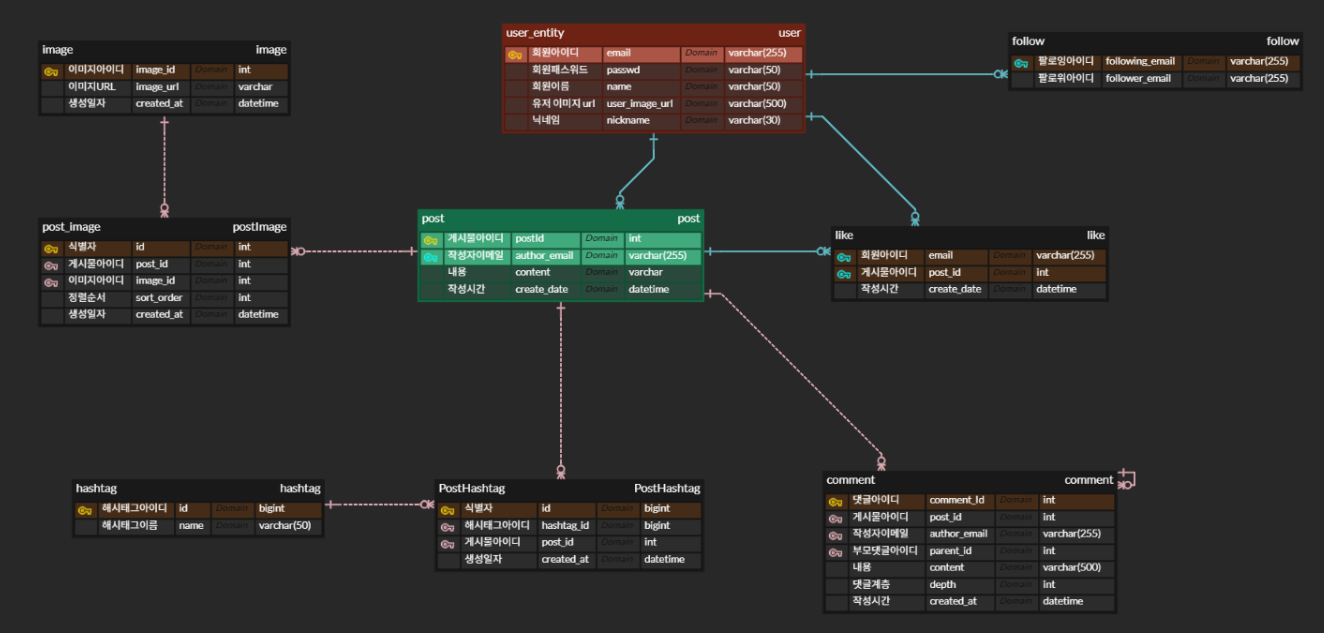 image image
이미지아이디 image_id Domain int
이미지URL image_url Domain varchar
생성일자 created_at Domain datetime
user_entity user
회원아이디 email Domain varchar(255)
회원패스워드 passwd Domain varchar(50)
회원이름 name Domain varchar(50)
유저 이미지 url user_image_url Domain varchar(500)
닉네임 nickname Domain varchar(30)
follow follow
팔로잉아이디 following_email Domain varchar(255)
팔로워아이디 follower_email Domain varchar(255)
post_image postImage
식별자 id Domain int
게시물아이디 post_id Domain int
이미지아이디 image_id Domain int
정렬순서 sort_order Domain int
생성일자 created_at Domain datetime
post post
게시물아이디 postId Domain int
작성자이메일 author_email Domain varchar(255)
내용 content Domain varchar
작성시간 create_date Domain datetime
like like
회원아이디 email Domain varchar(255)
게시물아이디 post_id Domain int
작성시간 create_date Domain datetime
hashtag hashtag
해시태그아이디 id Domain bigint
해시태그이름 name Domain varchar(50)
PostHashtag PostHashtag
식별자 id Domain bigint
해시태그아이디 hashtag_id Domain bigint
게시물아이디 post_id Domain int
생성일자 created_at Domain datetime
comment comment
댓글아이디 comment_Id Domain int
게시물아이디 post_id Domain int
작성자이메일 author_email Domain varchar(255)
부모댓글아이디 parent_id Domain int
내용 content Domain varchar(500)
댓글계층 depth Domain int
작성시간 created_at Domain datetime